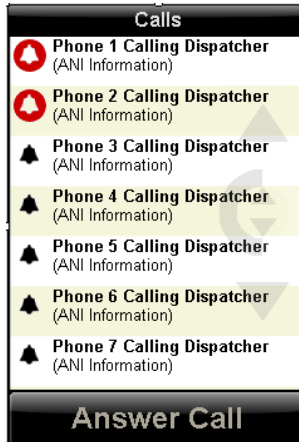 Calls
Phone 1 Calling Dispatcher
(ANI Information)
Phone 2 Calling Dispatcher
(ANI Information)
Phone 3 Calling Dispatcher
(ANI Information)
Phone 4 Calling Dispatcher
(ANI Information)
Phone 5 Calling Dispatcher
(ANI Information)
Phone 6 Calling Dispatcher
(ANI Information)
Phone 7 Calling Dispatcher
(ANI Information)
Answer Call